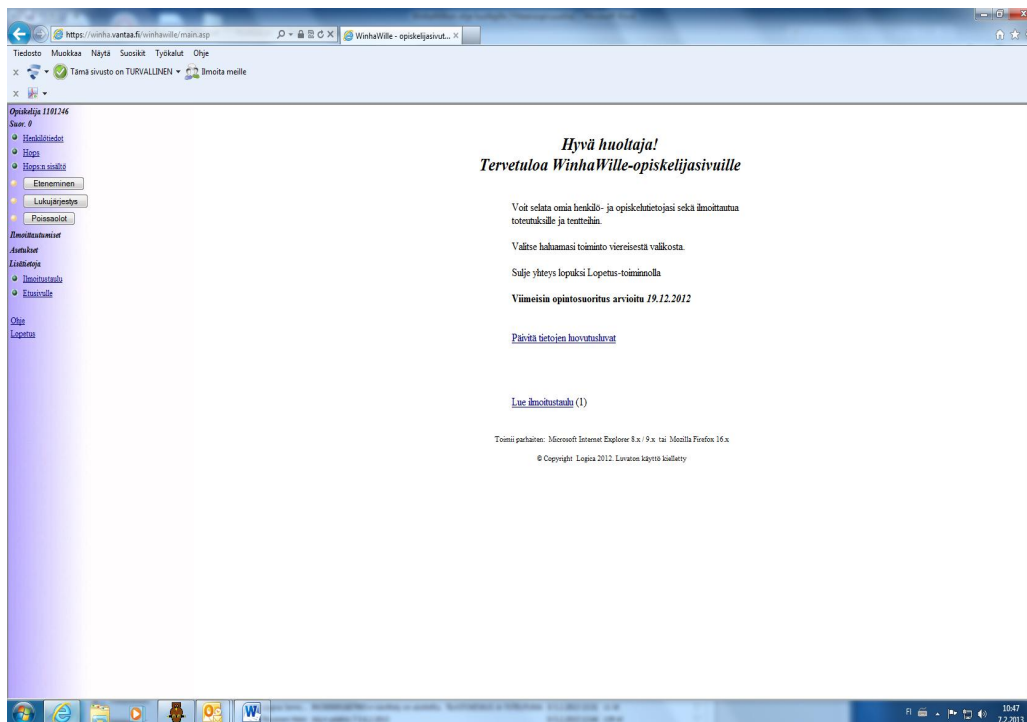 https://winha.vantaa.fi/winhawille/main.asp
WinhaWille - opiskelijasivut...
Tiedosto Muokkaa Näytä Suosikit Työkalut Ohje
Tämä sivusto on TURVALLINEN Ilmoita meille
Opiskelija 1101246
Suor. 0
Henkilötiedot
Hops
Hops:n sisältö
Eteneminen
Lukujärjestys
Poissaolot
Ilmoittautumiset
Asetukset
Lisätietoja
Ilmoitustaulu
Etusivulle
Ohje
Lopetus
Hyvä huoltaja!
Tervetuloa WinhaWille-opiskelijasivuille
Voit selata omia henkilö- ja opiskelutietojasi sekä ilmoittautua
toteutuksille ja tentteihin.
Valitse haluamasi toiminto viereisestä valikosta.
Sulje yhteys lopuksi Lopetus-toiminnolla
Viimeisin opintosuoritus arvioitu 19.12.2012
Päivitä tietojen luovutusluvat
Lue ilmoitustaulu (1)
Toimii parhaiten: Microsoft Internet Explorer 8.x / 9.x tai Mozilla Firefox 16.x
© Copyright Logica 2012. Luvaton käyttö kielletty
FI
10:47